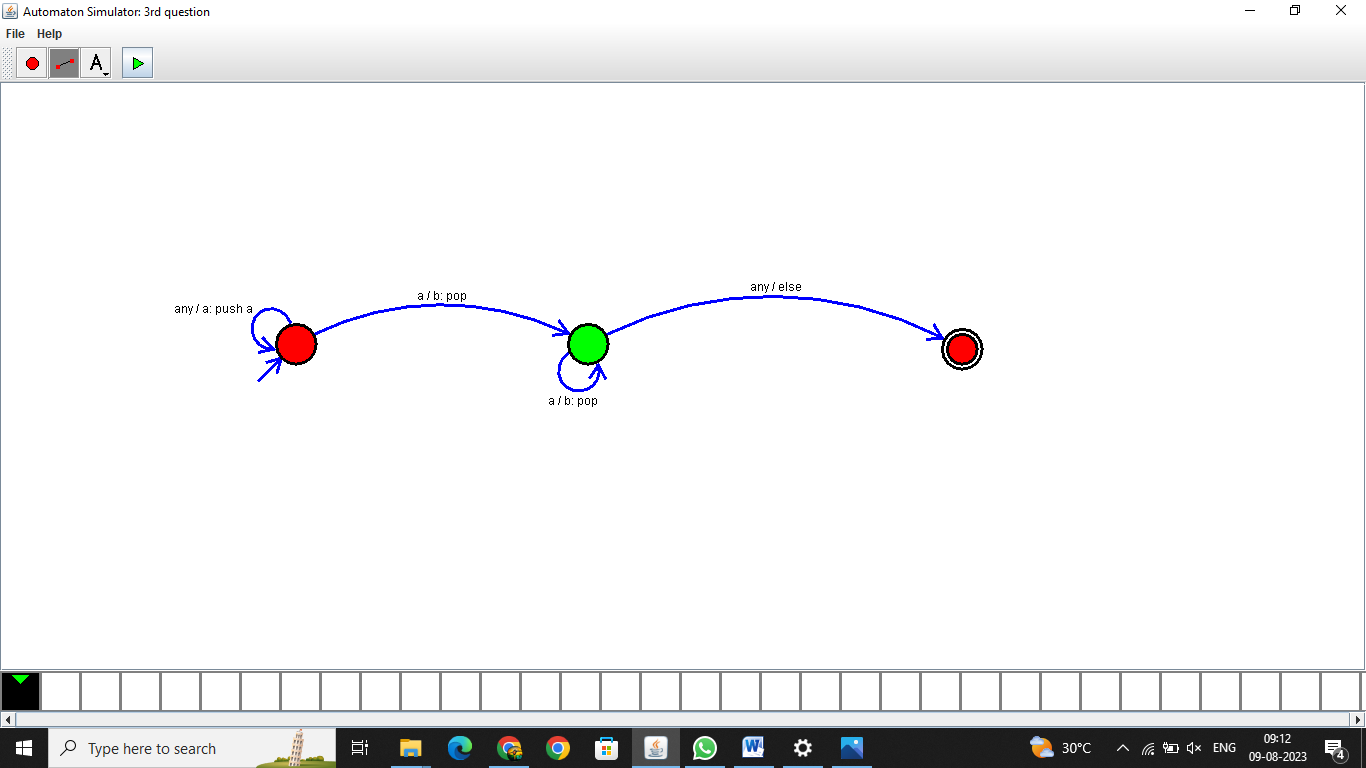 Automaton Simulator: 3rd question
File Help
A
any / else
a / b: pop
any / a: push a
a / b: pop
Type here to search
30°C
ENG
09:12
09-08-2023
4